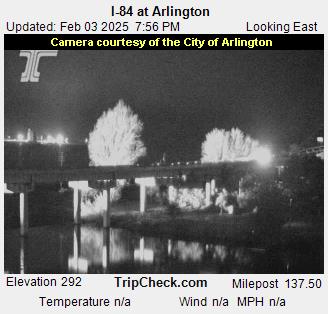 I-84 at Arlington
Updated: Feb 03 2025 7:56 PM Looking East
Camera courtesy of the City of Arlington
Elevation 292 TripCheck.com Milepost 137.50
Temperature n/a Wind n/a MPH n/a